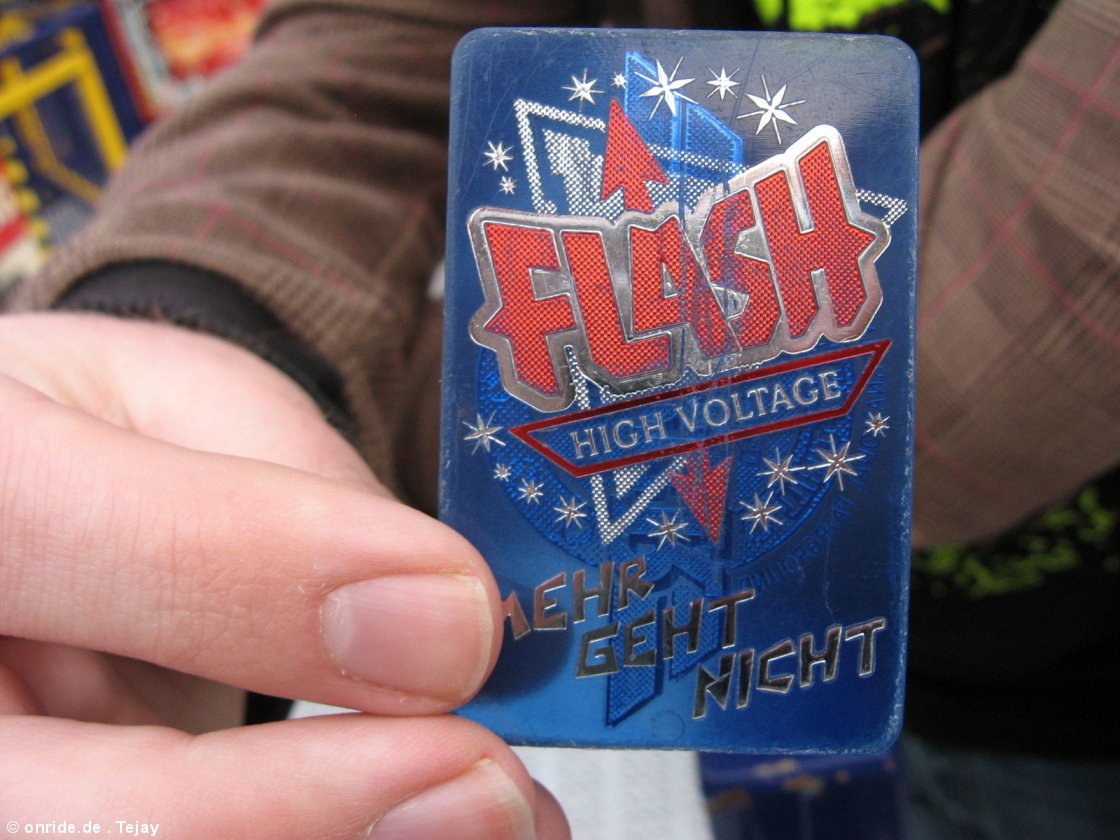 FLASH
HIGH VOLTAGE
MEHR
GEHT
NICHT
© onride.de . Tejay